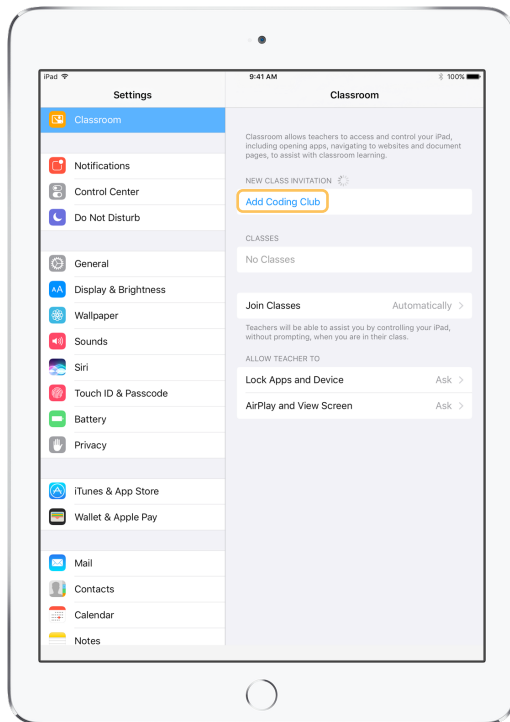 iPad 9:41 AM 100%
Settings
Classroom
Notifications
Control Center
Do Not Disturb
General
AA Display & Brightness
Wallpaper
Sounds
Siri
Touch ID & Passcode
Battery
Privacy
iTunes & App Store
Wallet & Apple Pay
Mail
Contacts
Calendar
Notes
Classroom
Classroom allows teachers to access and control your iPad,
including opening apps, navigating to websites and document
pages, to assist with classroom learning.
NEW CLASS INVITATION
Add Coding Club
CLASSES
No Classes
Join Classes Automatically
Teachers will be able to assist you by controlling your iPad,
without prompting, when you are in their class.
ALLOW TEACHER TO
Lock Apps and Device Ask
AirPlay and View Screen Ask